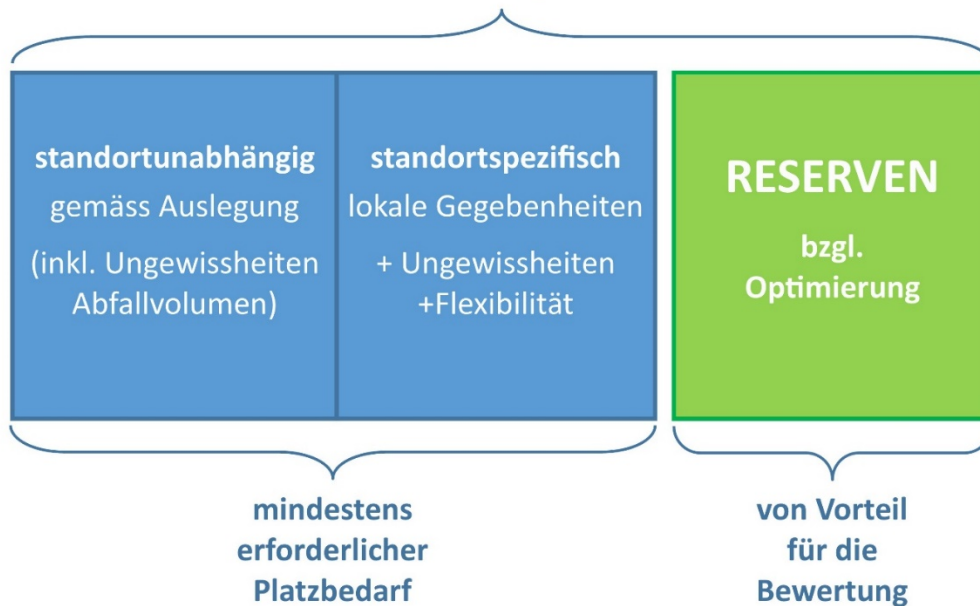 standortunabhängig
gemäss Auslegung
(inkl. Ungewissheiten
Abfallvolumen)
standortspezifisch
lokale Gegebenheiten
+ Ungewissheiten
+Flexibilität
RESERVEN
bzgl.
Optimierung
mindestens
erforderlicher
Platzbedarf
von Vorteil
für die
Bewertung